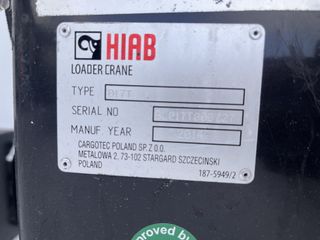 HIAB
LOADER CRANE
TYPE
SERIAL NO
MANUF. YEAR
CARGOTEC POLAND SP. Z O.O.
METALOWA 2, 73-102 STARGARD SZCZECINSKI
POLAND
187-5949/2
proved b